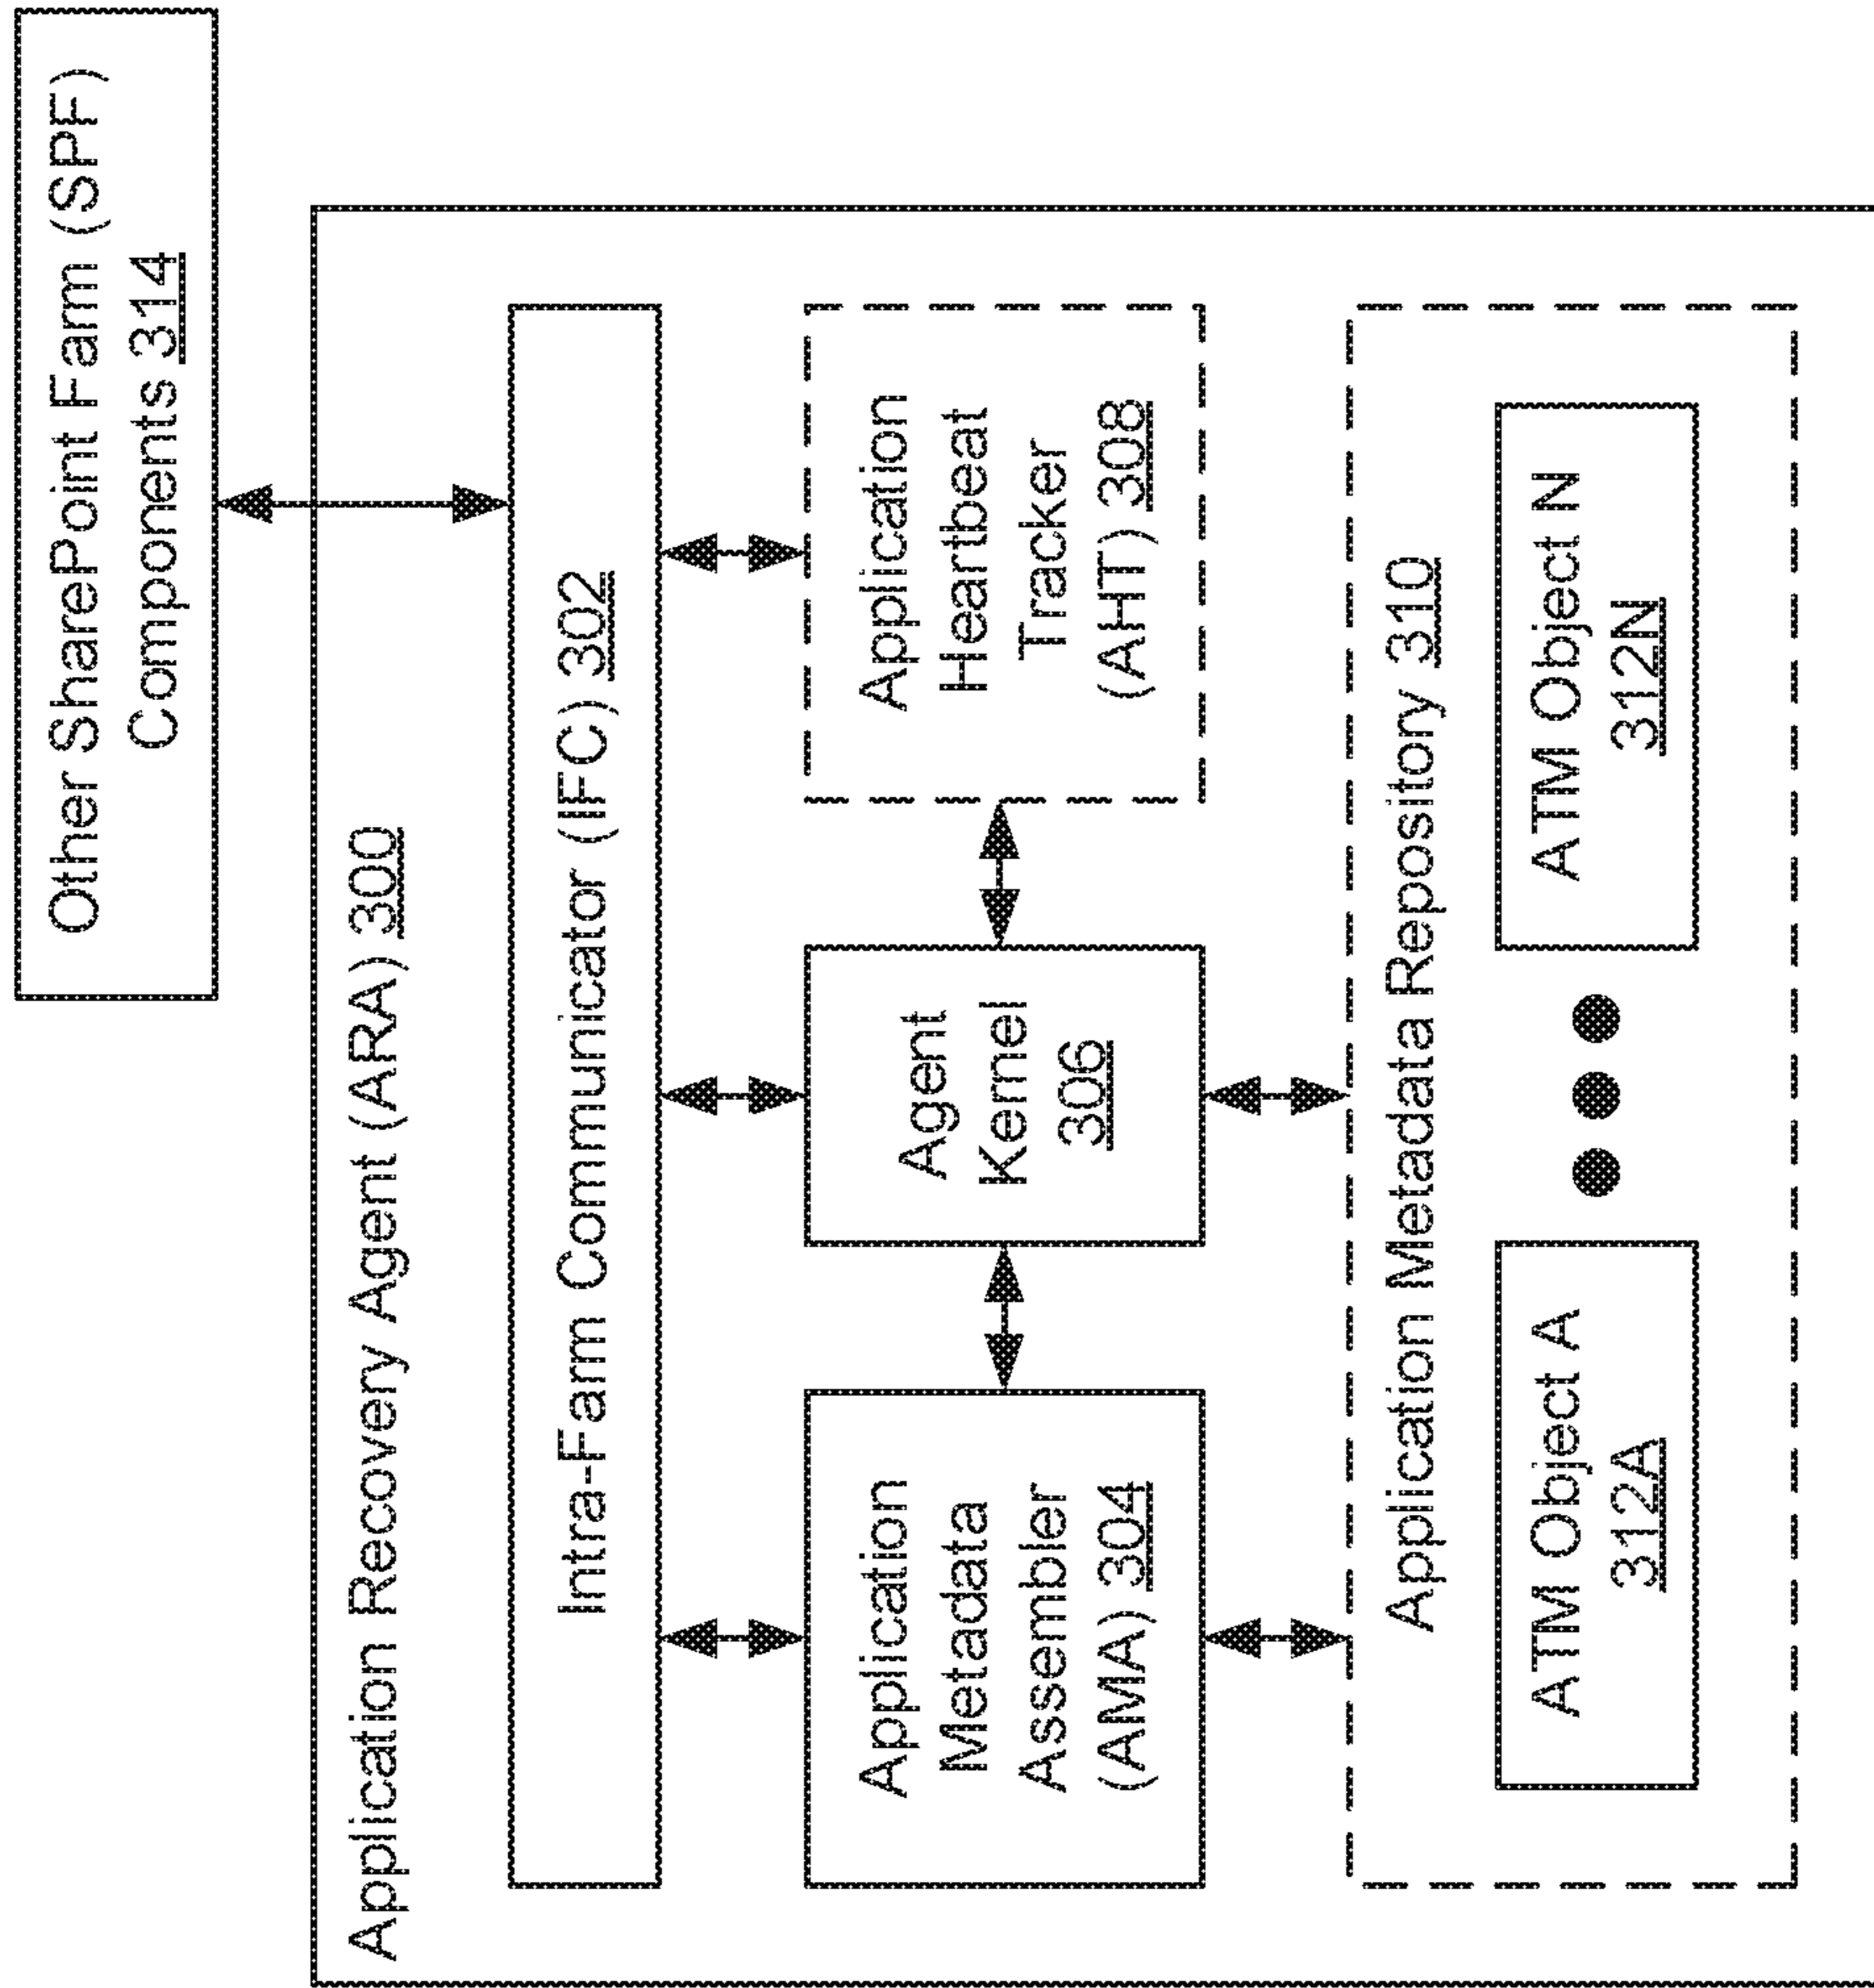 Other SharePoint Farm (SPF)
Components 314
Application Recovery Agent (ARA) 300
Intra-Farm Communicator (IFC) 302
Application
Metadata
Assembler
(AMA) 304
Agent
Kernel
306
Application
Heartbeat
Tracker
(AHT) 308
Application Metadata Repository 310
ATM Object A
312A
ATM Object N
312N